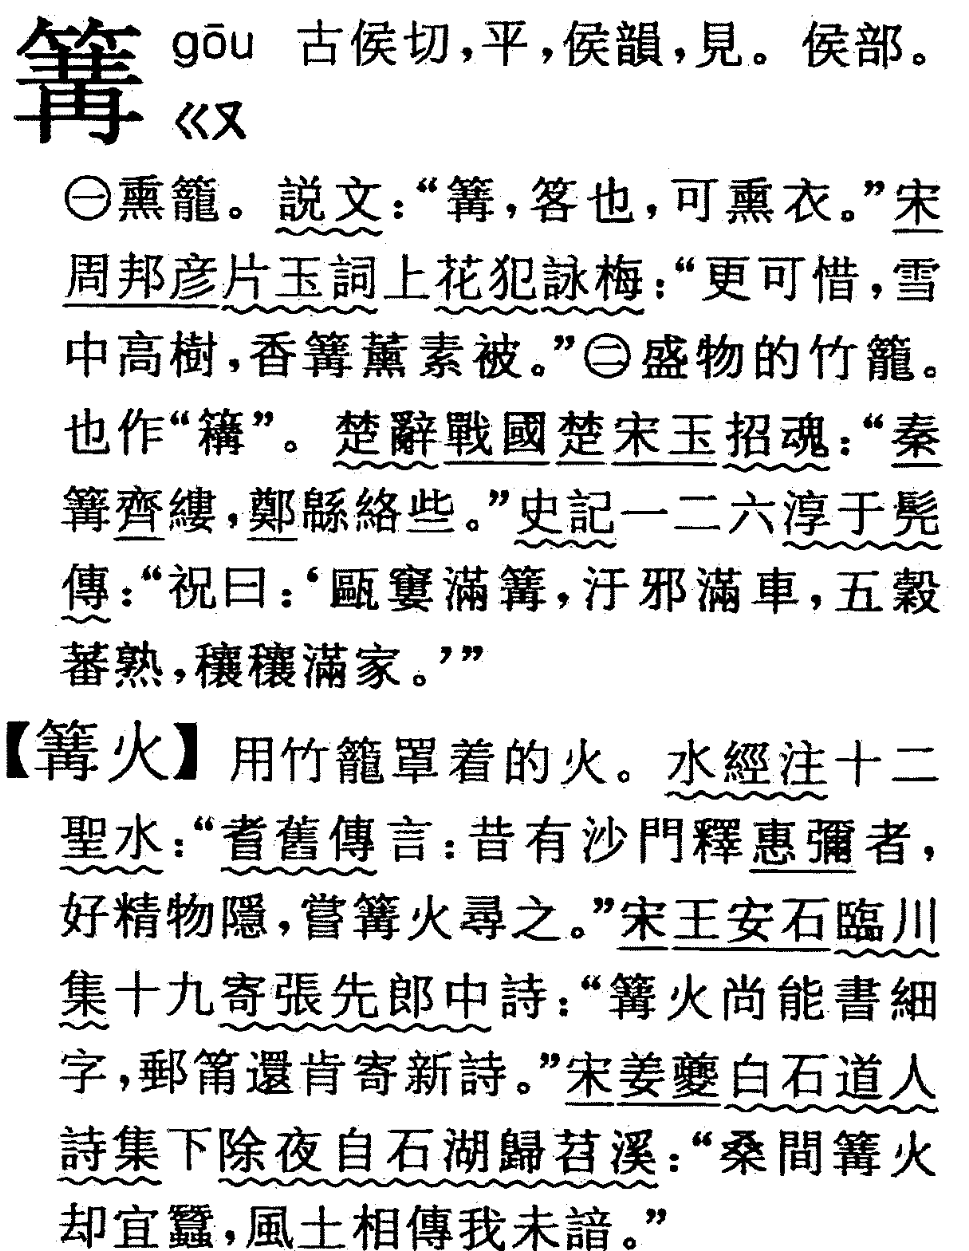 篝 gōu 古侯切,平,侯韻,見。侯部。
ㄍㄡ
㊀熏籠。説文:“篝,笿也,可熏衣。”宋
周邦彦片玉詞上花犯詠梅:“更可惜,雪
中高樹,香篝薰素被。”㊁盛物的竹籠。
也作“簼”。楚辭戰國楚宋玉招魂:“秦
篝齊縷,鄭緜絡些。”史記一二六淳于髡
傳:“祝曰:‘甌窶滿篝,汙邪滿車,五穀
蕃熟,穰穰滿家。’”
【篝火】用竹籠罩着的火。水經注十二
聖水:“耆舊傳言:昔有沙門釋惠彌者,
好精物隱,嘗篝火尋之。”宋王安石臨川
集十九寄張先郎中詩:“篝火尚能書細
字,郵筩還肯寄新詩。”宋姜夔白石道人
詩集下除夜自石湖歸苕溪:“桑間篝火
却宜蠶,風土相傳我未諳。”